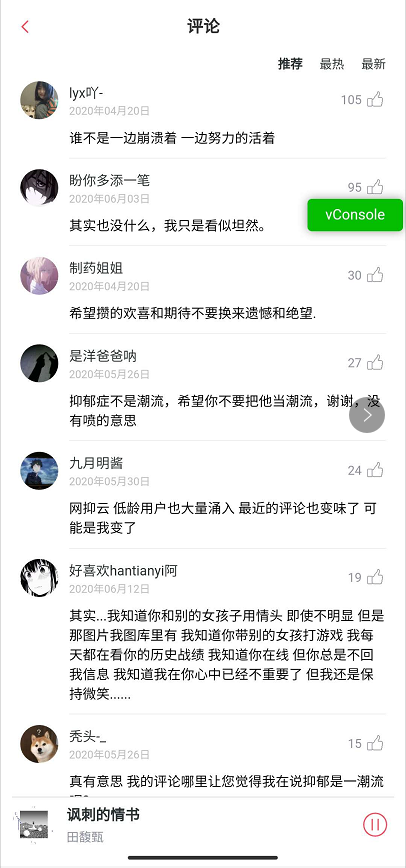 评论
推荐 最热 最新
lyx吖-
105
2020年04月20日
谁不是一边崩溃着 一边努力的活着
盼你多添一笔
95
2020年06月03日
vConsole
其实也没什么，我只是看似坦然。
制药姐姐
30
2020年04月20日
希望攒的欢喜和期待不要换来遗憾和绝望.
是洋爸爸呐
27
2020年05月26日
抑郁症不是潮流，希望你不要把他当潮流，谢谢，没
有喷的意思
九月明酱
24
2020年05月30日
网抑云 低龄用户也大量涌入 最近的评论也变味了 可
能是我变了
好喜欢hantianyi阿
19
2020年06月12日
其实...我知道你和别的女孩子用情头 即使不明显 但是
那图片我图库里有 我知道你带别的女孩打游戏 我每
天都在看你的历史战绩 我知道你在线 但你总是不回
我信息 我知道我在你心中已经不重要了 但我还是保
持微笑......
秃头-_
15
2020年05月26日
真有意思 我的评论哪里让您觉得我在说抑郁是一潮流
讽刺的情书
田馥甄